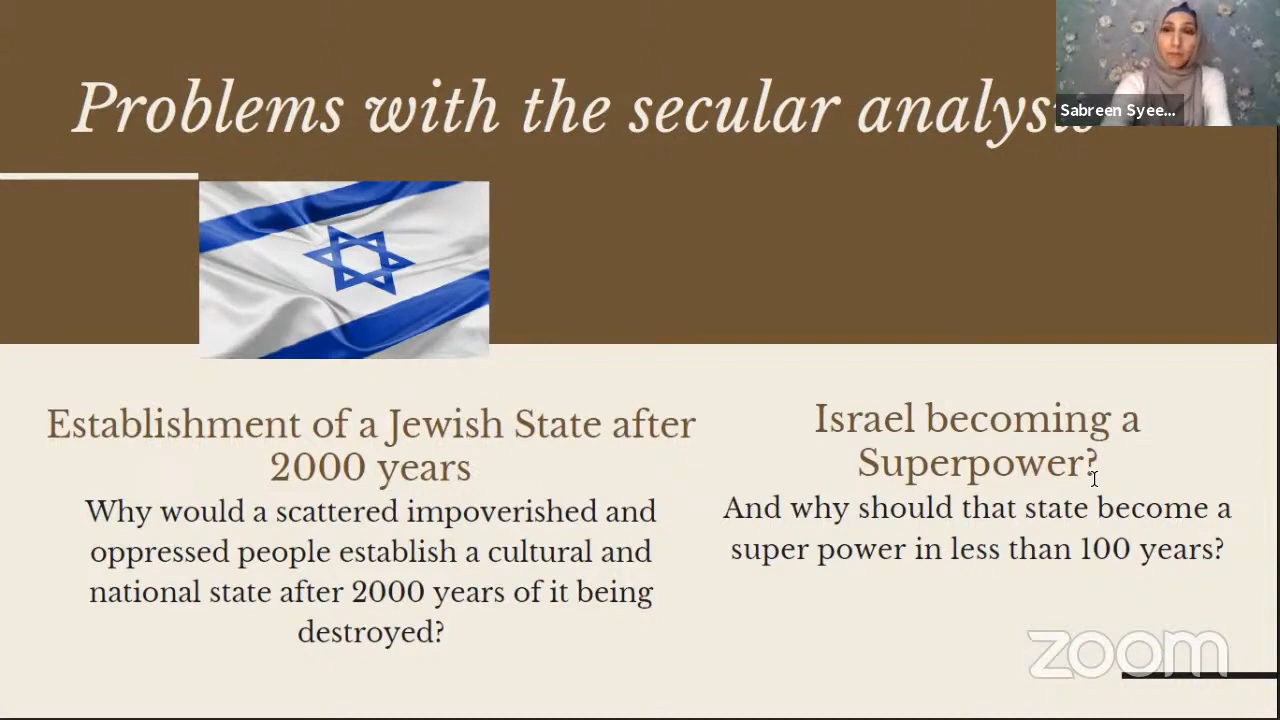 Problems with the secular analysis
Sabreen Syee...
Establishment of a Jewish State after
2000 years
Why would a scattered impoverished and
oppressed people establish a cultural and
national state after 2000 years of it being
destroyed?
Israel becoming a
Superpower?
And why should that state become a
super power in less than 100 years?
zoom